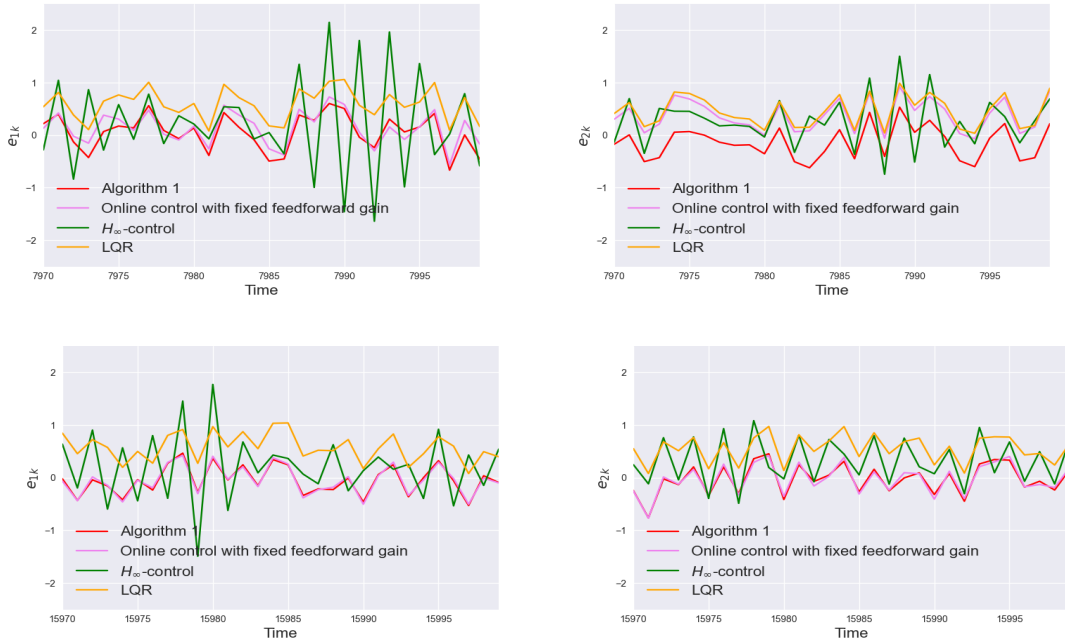 2
1
0
−1
−2
e1k
7970 7975 7980 7985 7990 7995
Time
Algorithm 1
Online control with fixed feedforward gain
H∞-control
LQR
2
1
0
−1
−2
e2k
7970 7975 7980 7985 7990 7995
Time
Algorithm 1
Online control with fixed feedforward gain
H∞-control
LQR
2
1
0
−1
−2
e1k
15970 15975 15980 15985 15990 15995
Time
Algorithm 1
Online control with fixed feedforward gain
H∞-control
LQR
2
1
0
−1
−2
e2k
15970 15975 15980 15985 15990 15995
Time
Algorithm 1
Online control with fixed feedforward gain
H∞-control
LQR